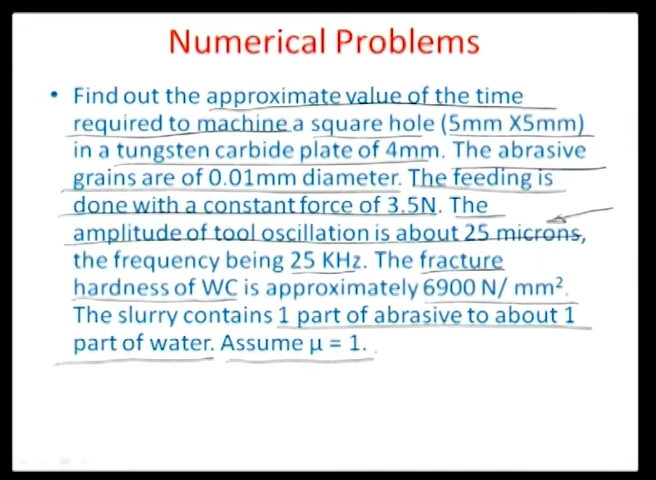 Numerical Problems
• Find out the approximate value of the time
required to machine a square hole (5mm X5mm)
in a tungsten carbide plate of 4mm. The abrasive
grains are of 0.01mm diameter. The feeding is
done with a constant force of 3.5N. The
amplitude of tool oscillation is about 25 microns,
the frequency being 25 KHz. The fracture
hardness of WC is approximately 6900 N/ mm².
The slurry contains 1 part of abrasive to about 1
part of water. Assume µ = 1.